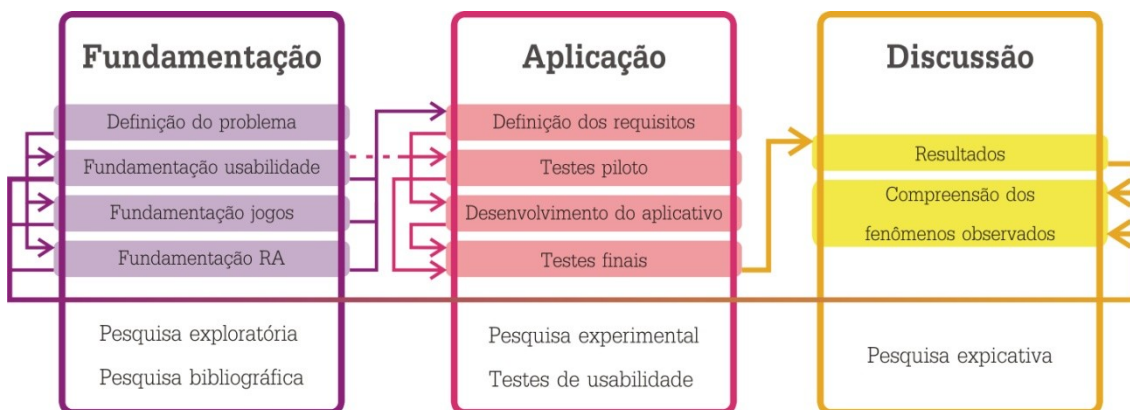 Fundamentação
Definição do problema
Fundamentação usabilidade
Fundamentação jogos
Fundamentação RA
Pesquisa exploratória
Pesquisa bibliográfica
Aplicação
Definição dos requisitos
Testes piloto
Desenvolvimento do aplicativo
Testes finais
Pesquisa experimental
Testes de usabilidade
Discussão
Resultados
Compreensão dos
fenômenos observados
Pesquisa expicativa